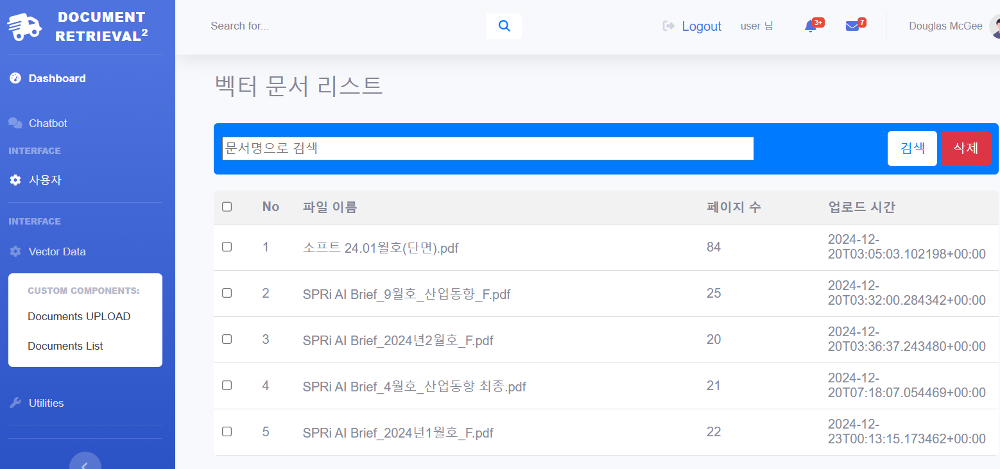 DOCUMENT
RETRIEVAL²
Dashboard
Chatbot
INTERFACE
사용자
INTERFACE
Vector Data
CUSTOM COMPONENTS:
Documents UPLOAD
Documents List
Utilities
Search for...
Logout
user 님
3+
7
Douglas McGee
벡터 문서 리스트
문서명으로 검색
검색
삭제
No 파일 이름 페이지 수 업로드 시간
1 소프트 24.01월호(단면).pdf 84 2024-12-
20T03:05:03.102198+00:00
2 SPRi AI Brief_9월호_산업동향_F.pdf 25 2024-12-
20T03:32:00.284342+00:00
3 SPRi AI Brief_2024년2월호_F.pdf 20 2024-12-
20T03:36:37.243480+00:00
4 SPRi AI Brief_4월호_산업동향 최종.pdf 21 2024-12-
20T07:18:07.054469+00:00
5 SPRi AI Brief_2024년1월호_F.pdf 22 2024-12-
23T00:13:15.173462+00:00